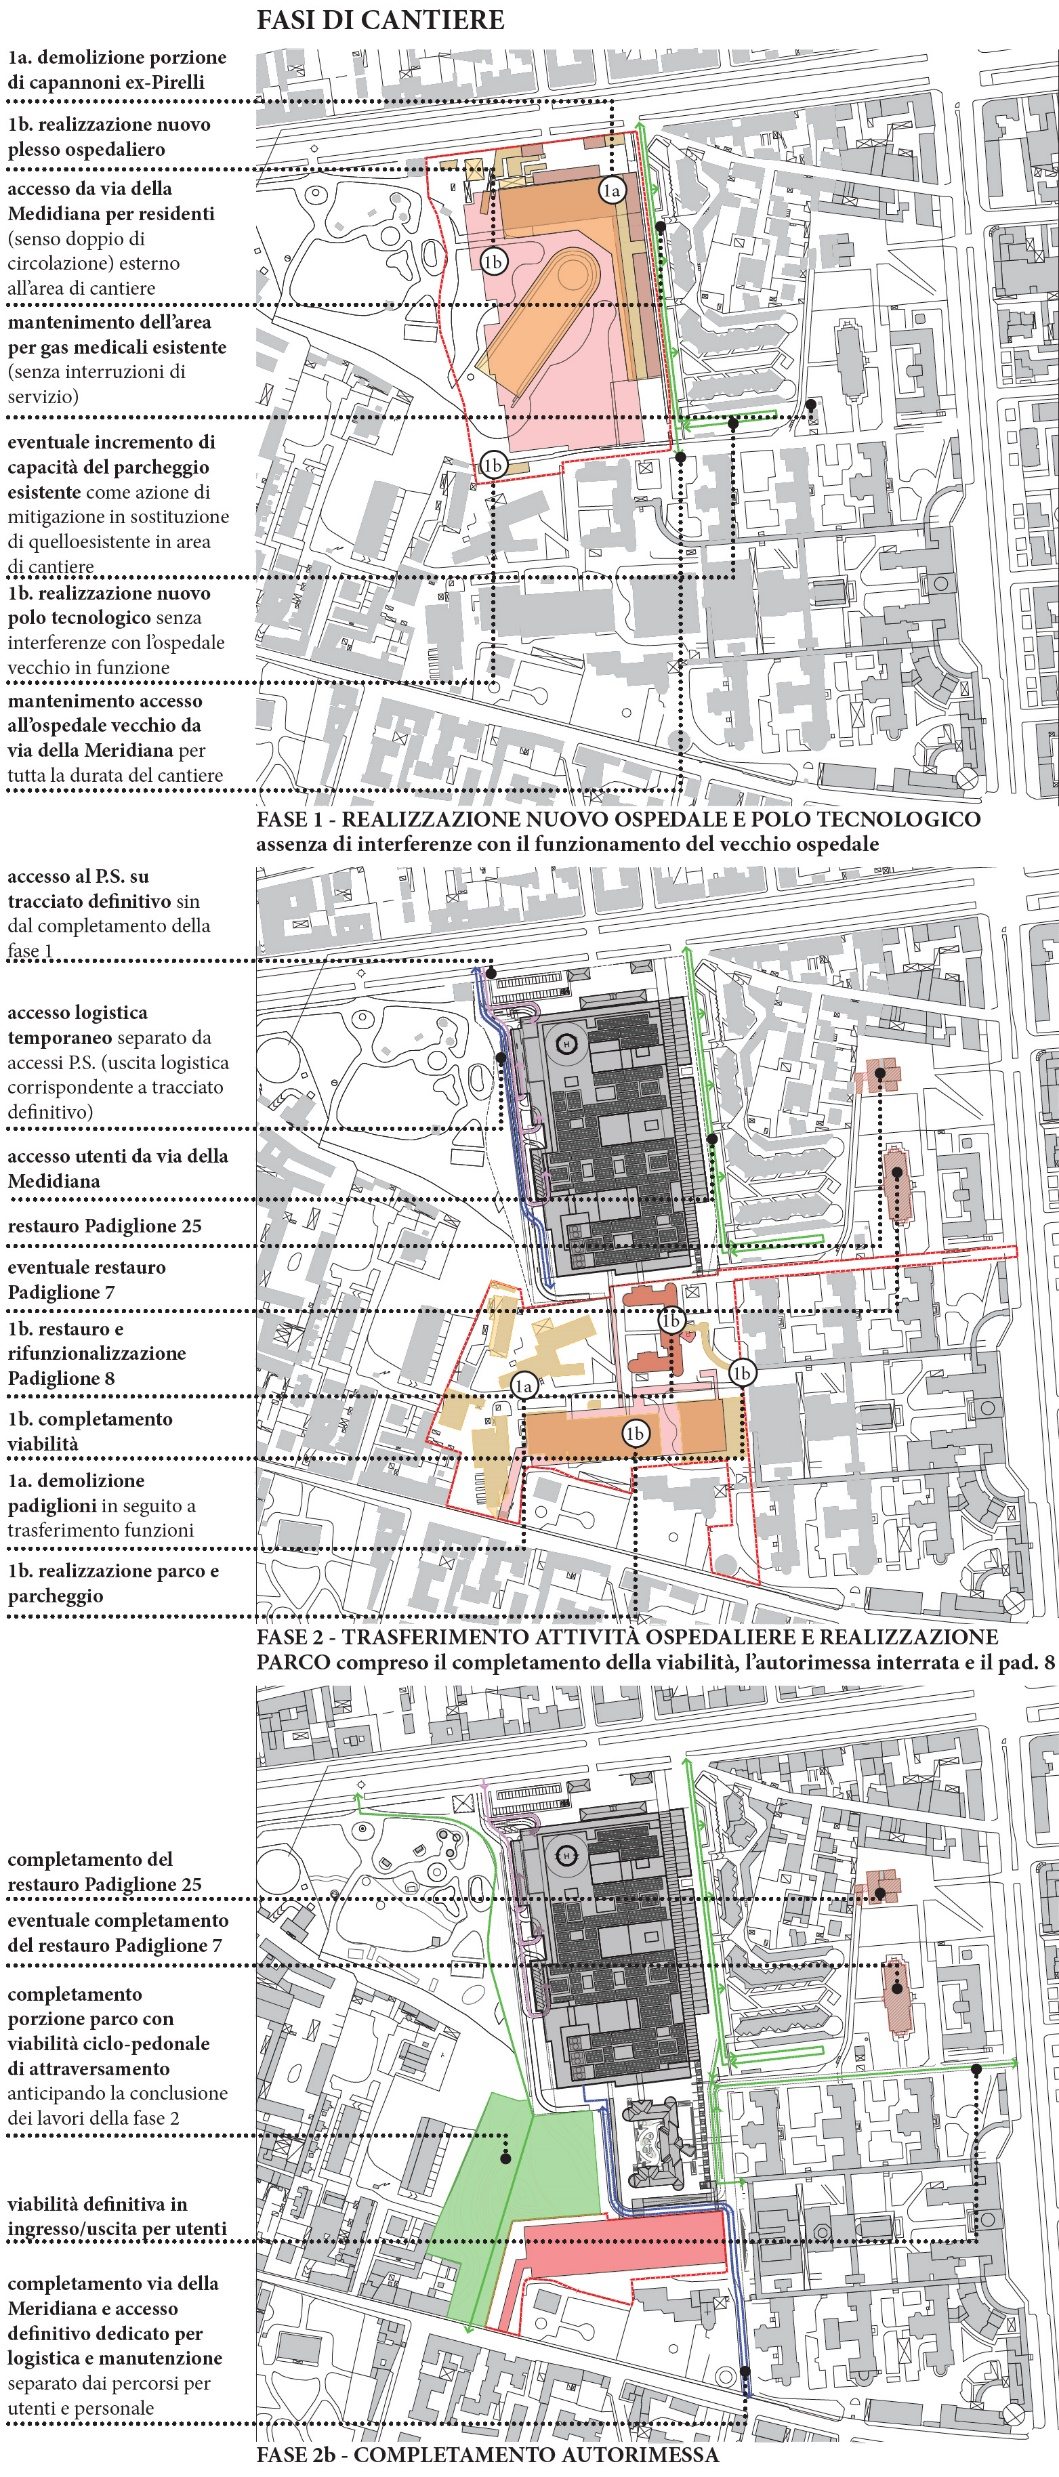 FASI DI CANTIERE
1a. demolizione porzione
di capannoni ex-Pirelli
1b. realizzazione nuovo
plesso ospedaliero
accesso da via della
Medidiana per residenti
(senso doppio di
circolazione) esterno
all'area di cantiere
mantenimento dell'area
per gas medicali esistente
(senza interruzioni di
servizio)
eventuale incremento di
capacità del parcheggio
esistente come azione di
mitigazione in sostituzione
di quelloesistente in area
di cantiere
1b. realizzazione nuovo
polo tecnologico senza
interferenze con l'ospedale
vecchio in funzione
mantenimento accesso
all'ospedale vecchio da
via della Meridiana per
tutta la durata del cantiere
1a
1b
1b
FASE 1 - REALIZZAZIONE NUOVO OSPEDALE E POLO TECNOLOGICO
assenza di interferenze con il funzionamento del vecchio ospedale
accesso al P.S. su
tracciato definitivo sin
dal completamento della
fase 1
accesso logistica
temporaneo separato da
accessi P.S. (uscita logistica
corrispondente a tracciato
definitivo)
accesso utenti da via della
Medidiana
restauro Padiglione 25
eventuale restauro
Padiglione 7
1b. restauro e
rifunzionalizzazione
Padiglione 8
1b. completamento
viabilità
1a. demolizione
padiglioni in seguito a
trasferimento funzioni
1b. realizzazione parco e
parcheggio
H
1b
1b
1a
1b
FASE 2 - TRASFERIMENTO ATTIVITÀ OSPEDALIERE E REALIZZAZIONE
PARCO compreso il completamento della viabilità, l'autorimessa interrata e il pad. 8
completamento del
restauro Padiglione 25
eventuale completamento
del restauro Padiglione 7
completamento
porzione parco con
viabilità ciclo-pedonale
di attraversamento
anticipando la conclusione
dei lavori della fase 2
viabilità definitiva in
ingresso/uscita per utenti
completamento via della
Meridiana e accesso
definitivo dedicato per
logistica e manutenzione
separato dai percorsi per
utenti e personale
H
FASE 2b - COMPLETAMENTO AUTORIMESSA